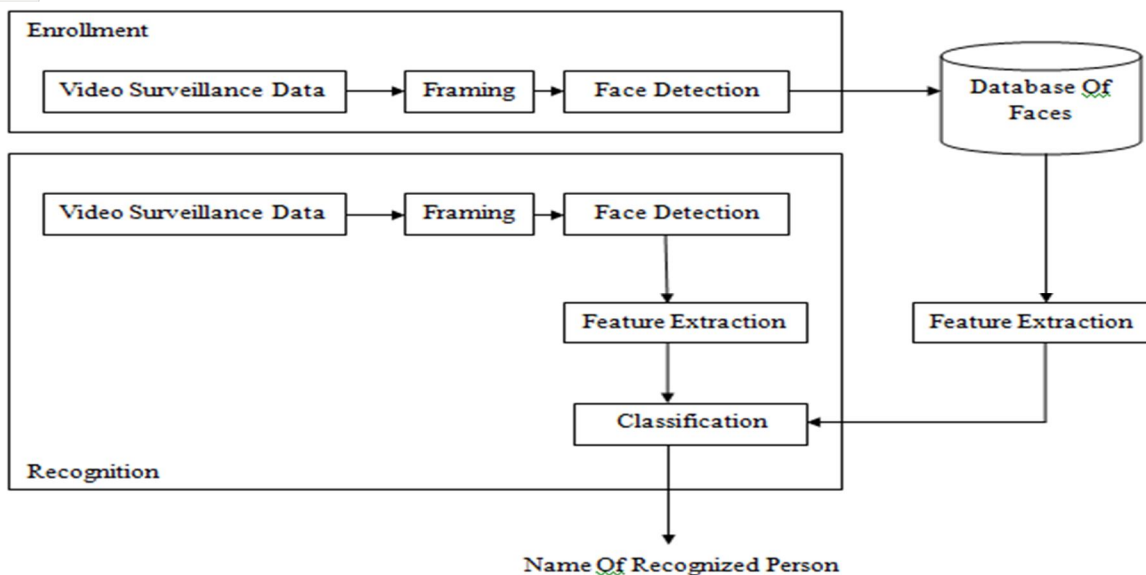 Enrollment
Video Surveillance Data
Framing
Face Detection
Database Of
Faces
Video Surveillance Data
Framing
Face Detection
Feature Extraction
Feature Extraction
Classification
Recognition
Name Of Recognized Person